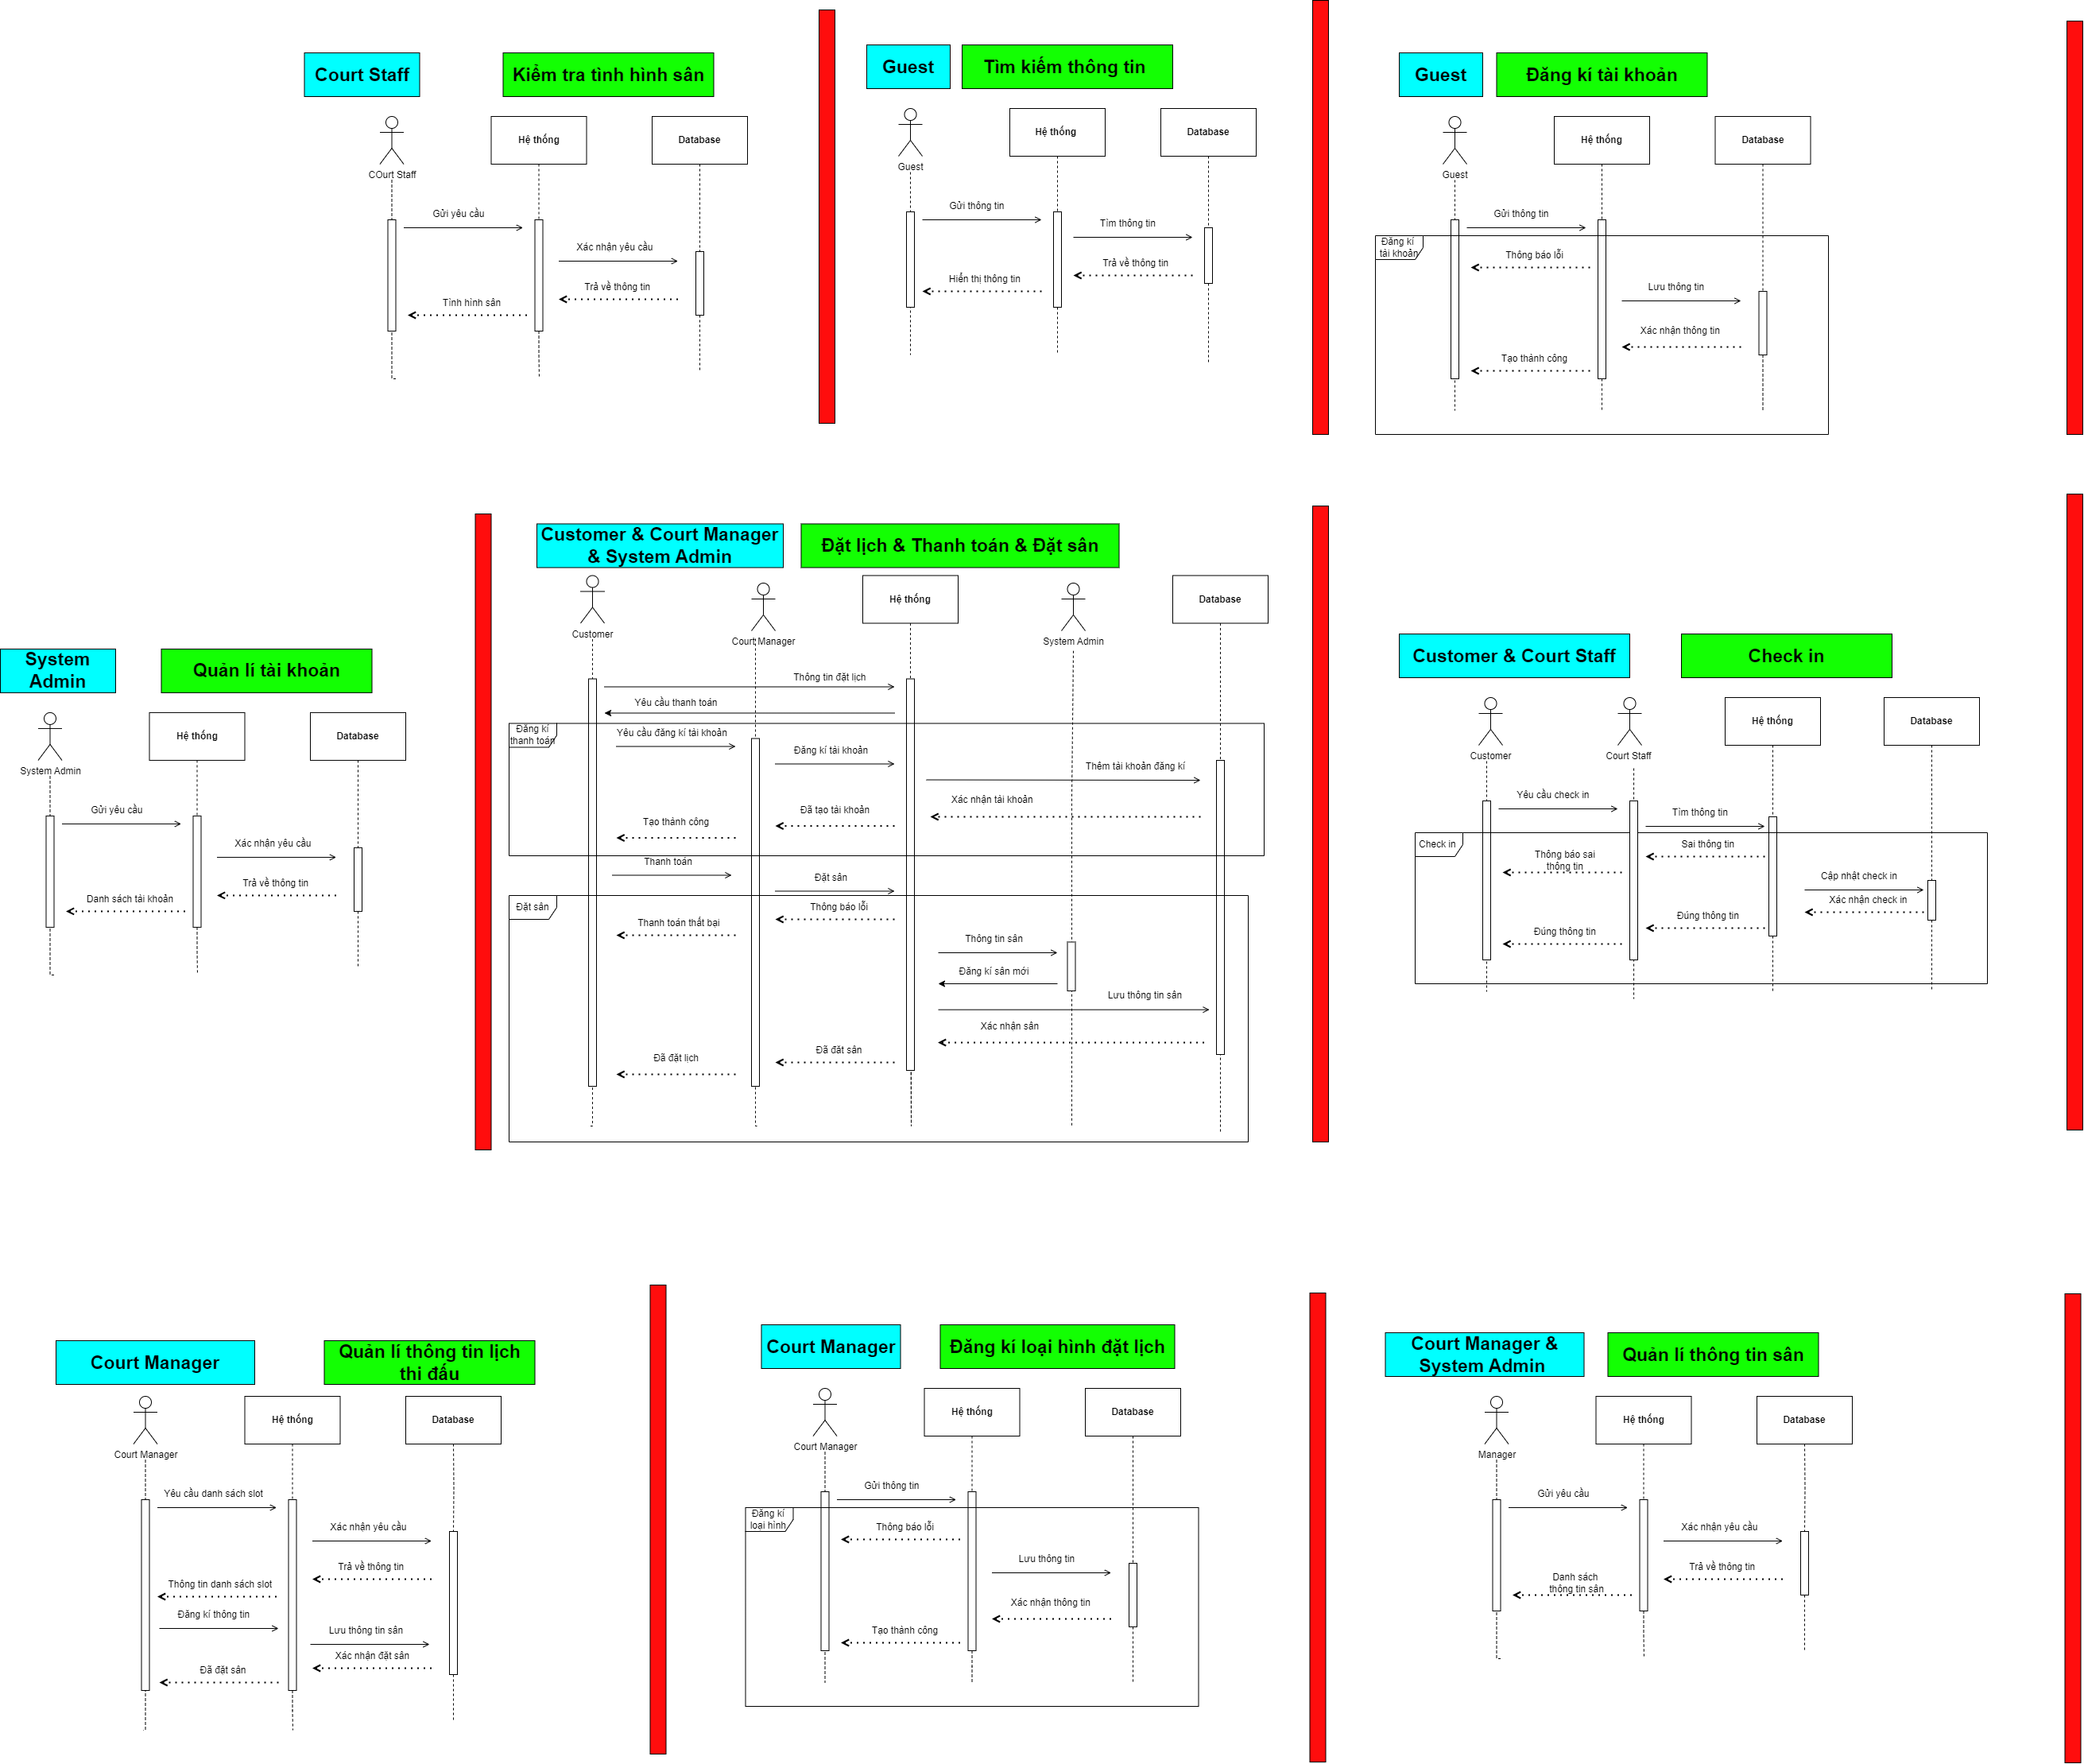 Court Staff
Kiểm tra tình hình sân
COurt Staff
Hệ thống
Database
Gửi yêu cầu
Xác nhận yêu cầu
Trả về thông tin
Tình hình sân
Guest
Tìm kiếm thông tin
Guest
Hệ thống
Database
Gửi thông tin
Tìm thông tin
Trả về thông tin
Hiển thị thông tin
Guest
Đăng kí tài khoản
Guest
Hệ thống
Database
Gửi thông tin
Đăng kí
tài khoản
Thông báo lỗi
Lưu thông tin
Xác nhận thông tin
Tạo thành công
System
Admin
Quản lí tài khoản
System Admin
Hệ thống
Database
Gửi yêu cầu
Xác nhận yêu cầu
Trả về thông tin
Danh sách tài khoản
Customer & Court Manager
& System Admin
Đặt lịch & Thanh toán & Đặt sân
Customer
Court Manager
Hệ thống
System Admin
Database
Thông tin đặt lịch
Yêu cầu thanh toán
Đăng kí
thanh toán
Yêu cầu đăng kí tài khoản
Đăng kí tài khoản
Thêm tài khoản đăng kí
Xác nhận tài khoản
Đã tạo tài khoản
Tạo thành công
Thanh toán
Đặt sân
Đặt sân
Thông báo lỗi
Thanh toán thất bại
Thông tin sân
Đăng kí sân mới
Lưu thông tin sân
Xác nhận sân
Đã đăt sân
Đã đặt lịch
Customer & Court Staff
Check in
Customer
Court Staff
Hệ thống
Database
Yêu cầu check in
Tìm thông tin
Check in
Sai thông tin
Thông báo sai
thông tin
Cập nhật check in
Xác nhận check in
Đúng thông tin
Đúng thông tin
Court Manager
Quản lí thông tin lịch
thi đấu
Court Manager
Hệ thống
Database
Yêu cầu danh sách slot
Xác nhận yêu cầu
Trả về thông tin
Thông tin danh sách slot
Đăng kí thông tin
Lưu thông tin sân
Xác nhận đặt sân
Đã đặt sân
Court Manager
Đăng kí loại hình đặt lịch
Court Manager
Hệ thống
Database
Gửi thông tin
Đăng kí
loại hình
Thông báo lỗi
Lưu thông tin
Xác nhận thông tin
Tạo thành công
Court Manager &
System Admin
Quản lí thông tin sân
Manager
Hệ thống
Database
Gửi yêu cầu
Xác nhận yêu cầu
Trả về thông tin
Danh sách
thông tin sân